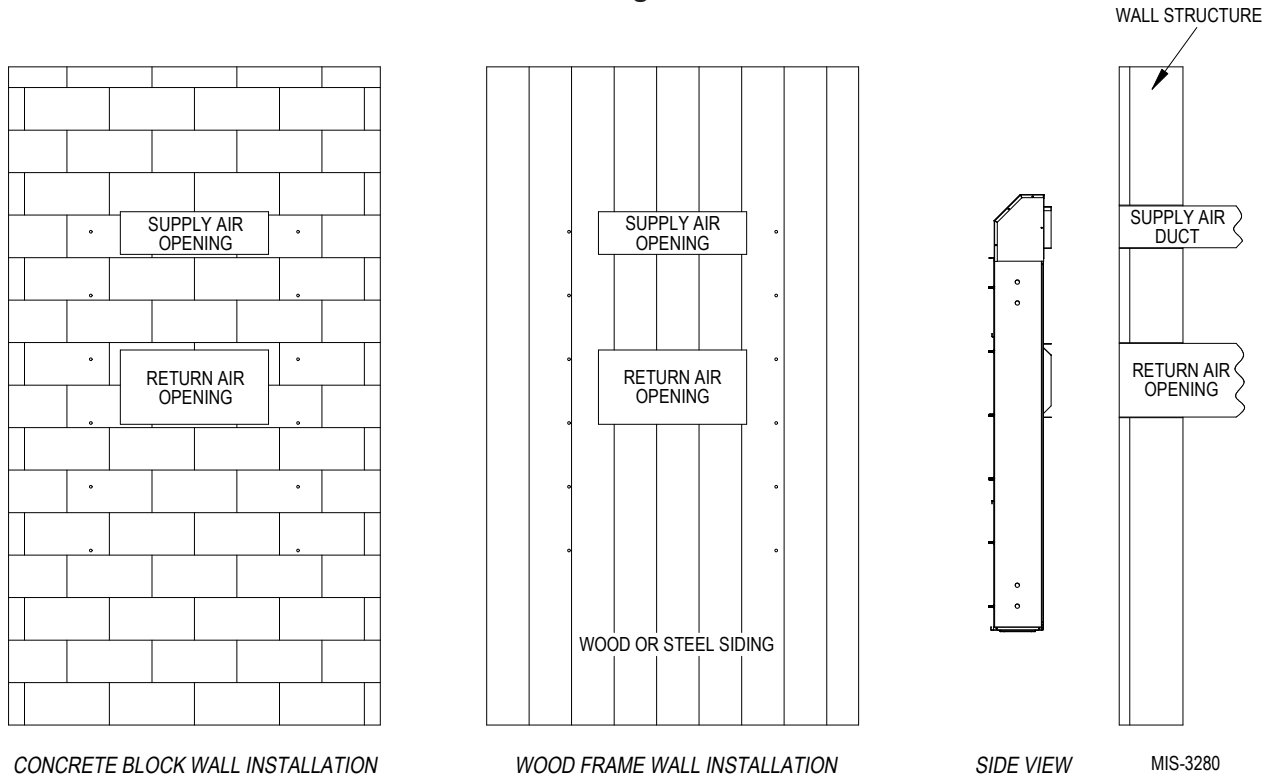 WALL STRUCTURE
SUPPLY AIR
OPENING
SUPPLY AIR
OPENING
SUPPLY AIR
DUCT
RETURN AIR
OPENING
RETURN AIR
OPENING
RETURN AIR
OPENING
WOOD OR STEEL SIDING
CONCRETE BLOCK WALL INSTALLATION
WOOD FRAME WALL INSTALLATION
SIDE VIEW
MIS-3280